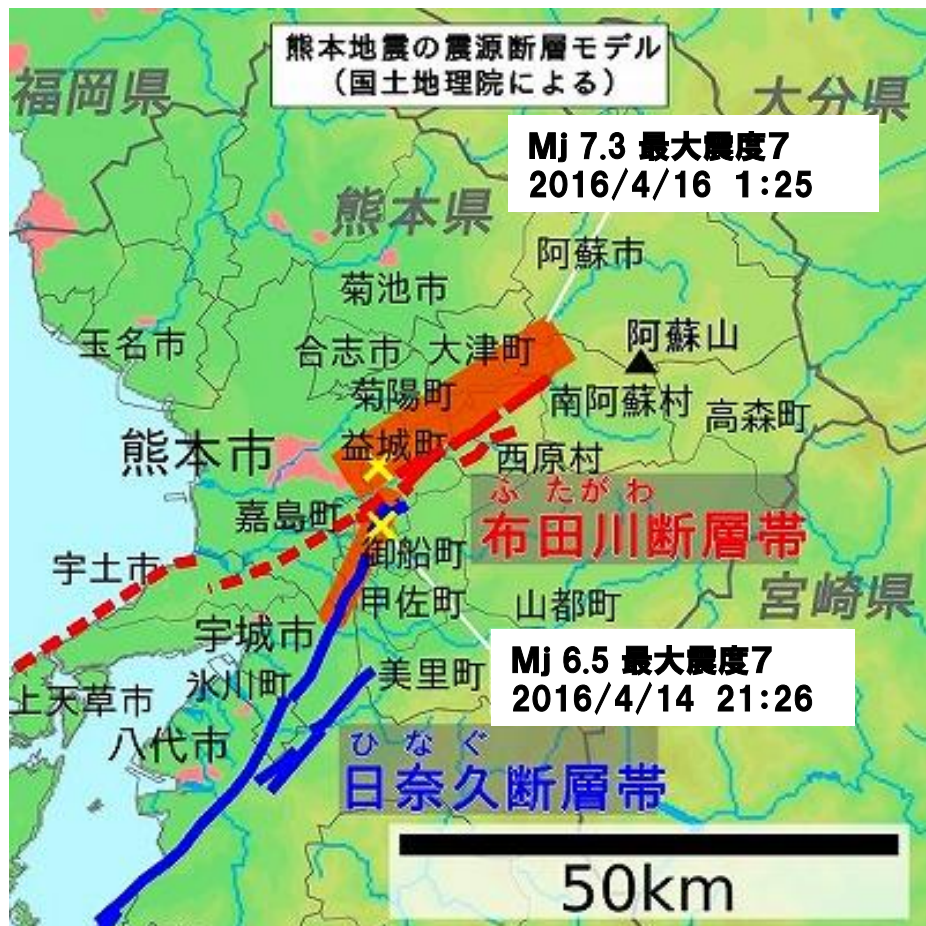 熊本地震の震源断層モデル
（国土地理院による）
福岡県
大分県
Mj 7.3 最大震度7
2016/4/16 1:25
熊本県
阿蘇市
菊池市
玉名市
合志市
大津町
阿蘇山
菊陽町
南阿蘇村
高森町
熊本市
益城町
西原村
嘉島町
ふたがわ
布田川断層帯
宇土市
御船町
甲佐町
山都町
宮崎県
宇城市
Mj 6.5 最大震度7
2016/4/14 21:26
氷川町
美里町
上天草市
八代市
ひなぐ
日奈久断層帯
50km